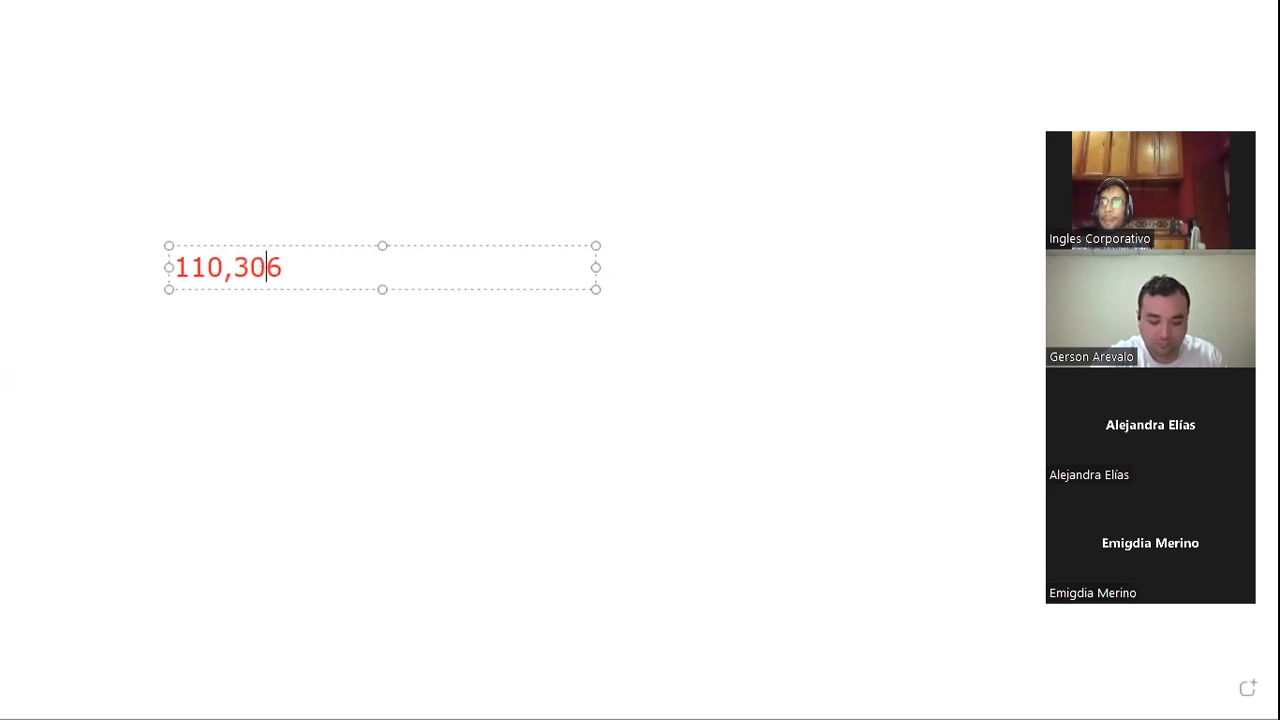 110,306
Ingles Corporativo
Gerson Arevalo
Alejandra Elías
Alejandra Elías
Emigdia Merino
Emigdia Merino